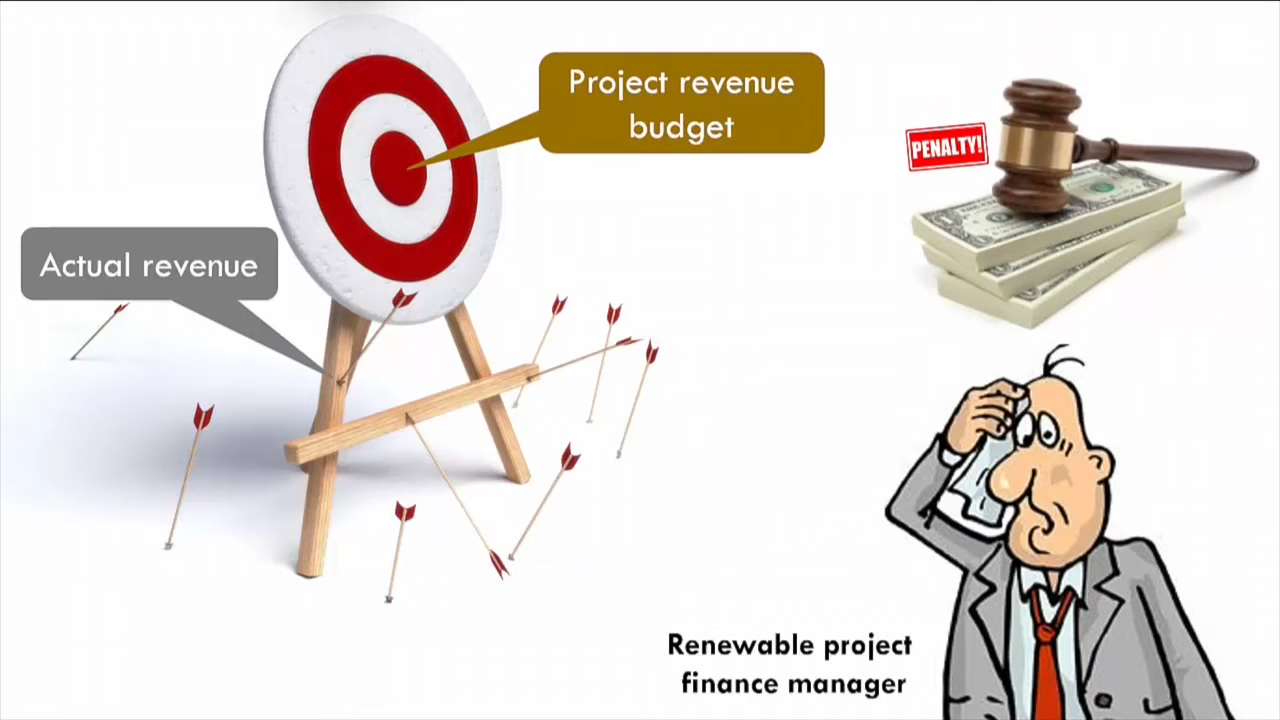 Project revenue
budget
PENALTY!
Actual revenue
Renewable project
finance manager